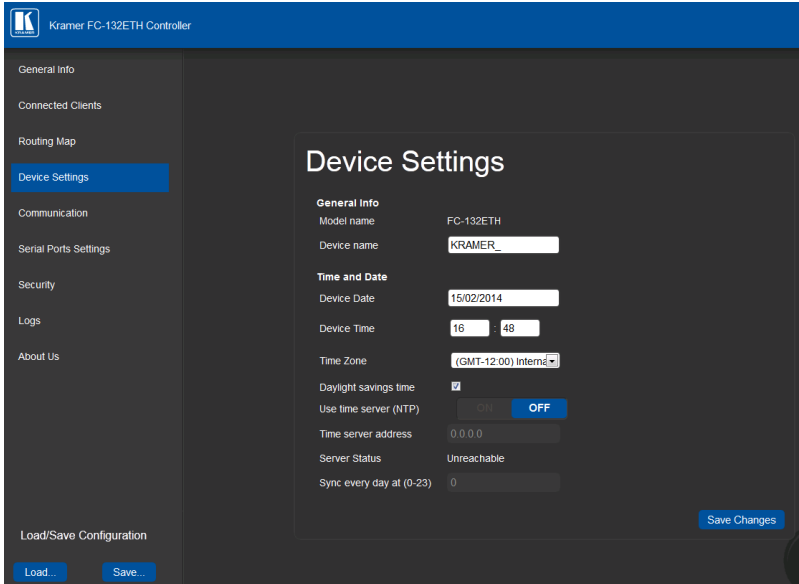 KRAMER
Kramer FC-132ETH Controller
General Info
Connected Clients
Routing Map
Device Settings
Communication
Serial Ports Settings
Security
Logs
About Us
Load/Save Configuration
Load... Save...
Device Settings
General Info
Model name FC-132ETH
Device name KRAMER_
Time and Date
Device Date 15/02/2014
Device Time 16 : 48
Time Zone (GMT-12:00) Interna
Daylight savings time
Use time server (NTP) ON OFF
Time server address 0.0.0.0
Server Status Unreachable
Sync every day at (0-23) 0
Save Changes